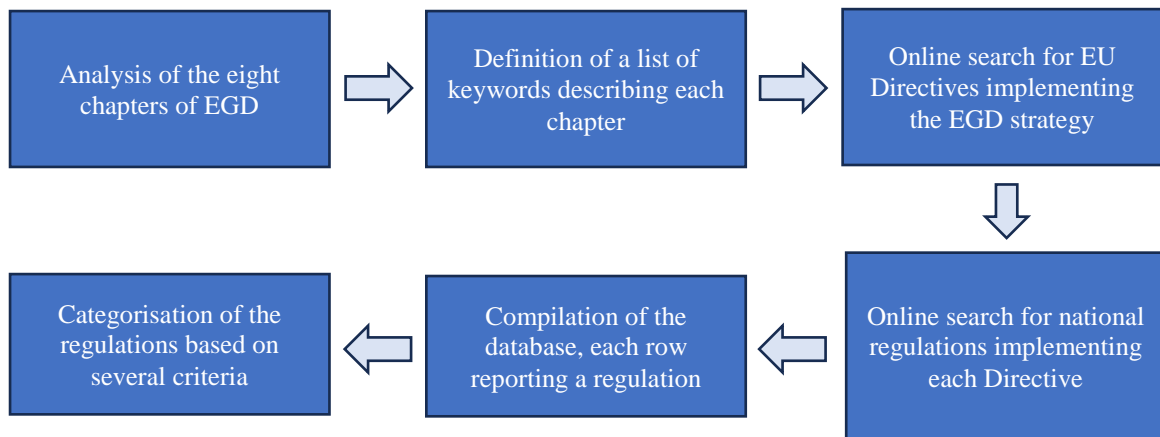 Analysis of the eight
chapters of EGD
Definition of a list of
keywords describing each
chapter
Online search for EU
Directives implementing
the EGD strategy
Online search for national
regulations implementing
each Directive
Compilation of the
database, each row
reporting a regulation
Categorisation of the
regulations based on
several criteria